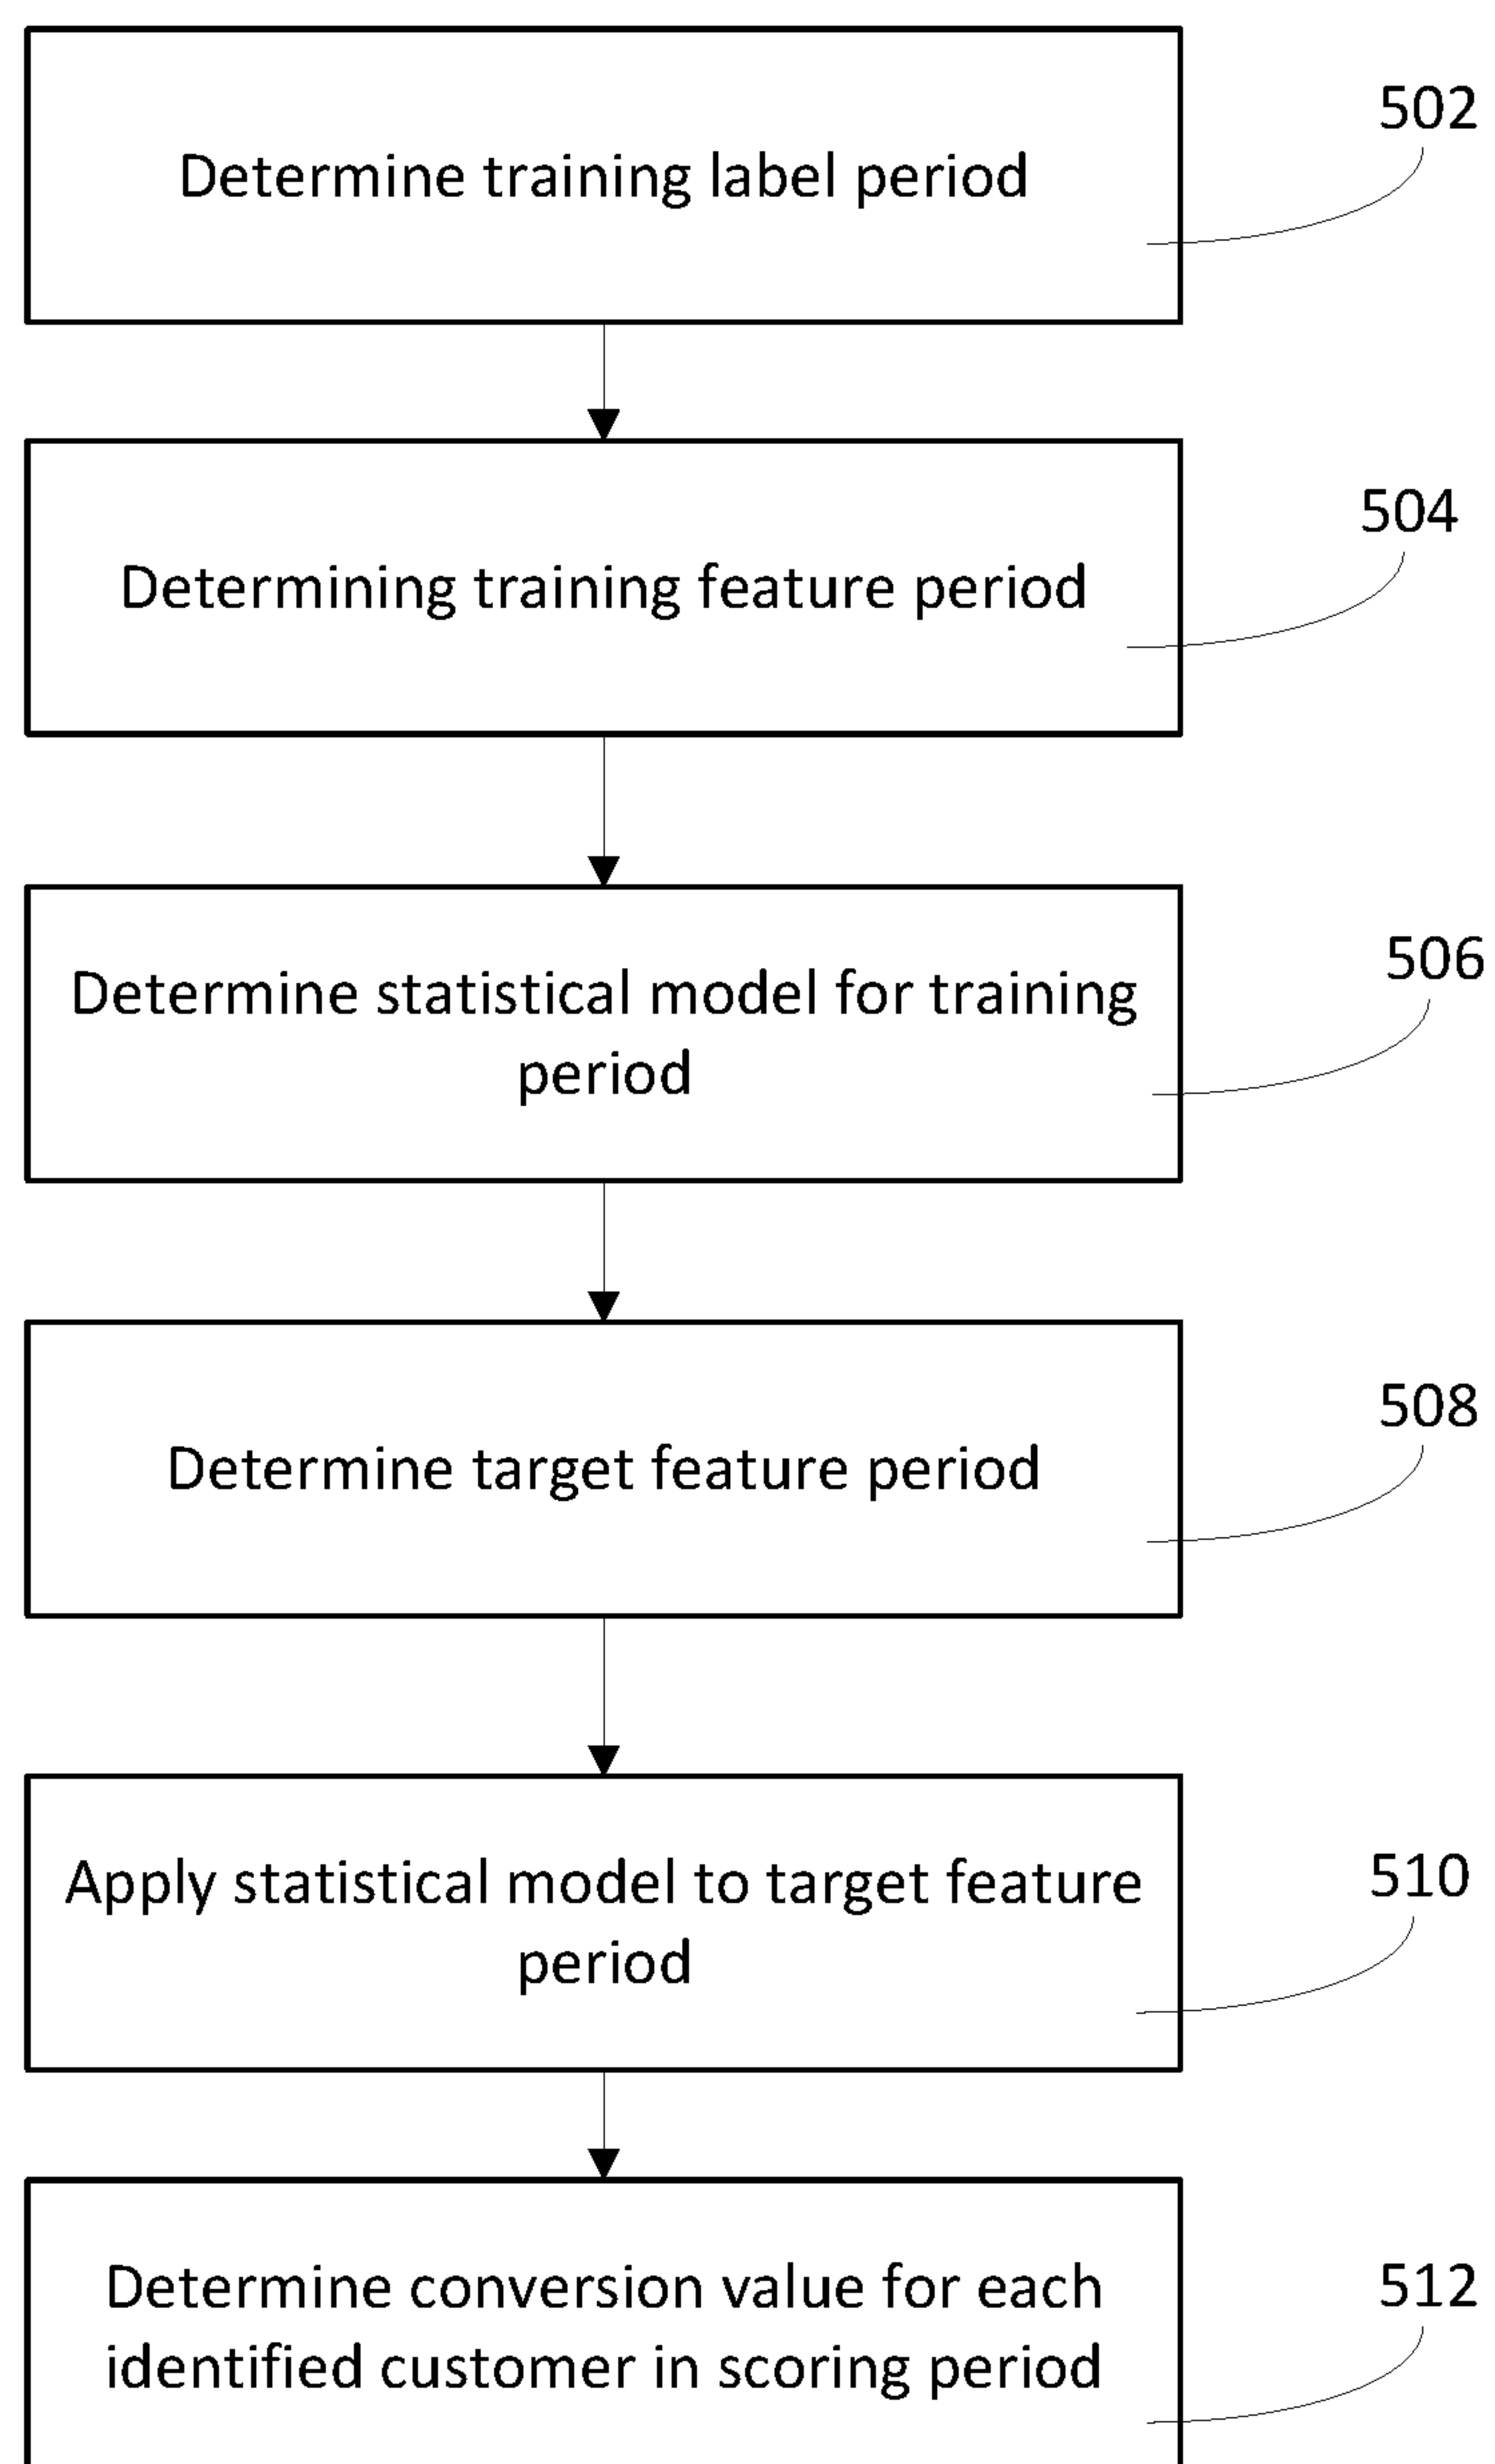 Determine training label period
502
Determining training feature period
504
Determine statistical model for training
period
506
Determine target feature period
508
Apply statistical model to target feature
period
510
Determine conversion value for each
identified customer in scoring period
512